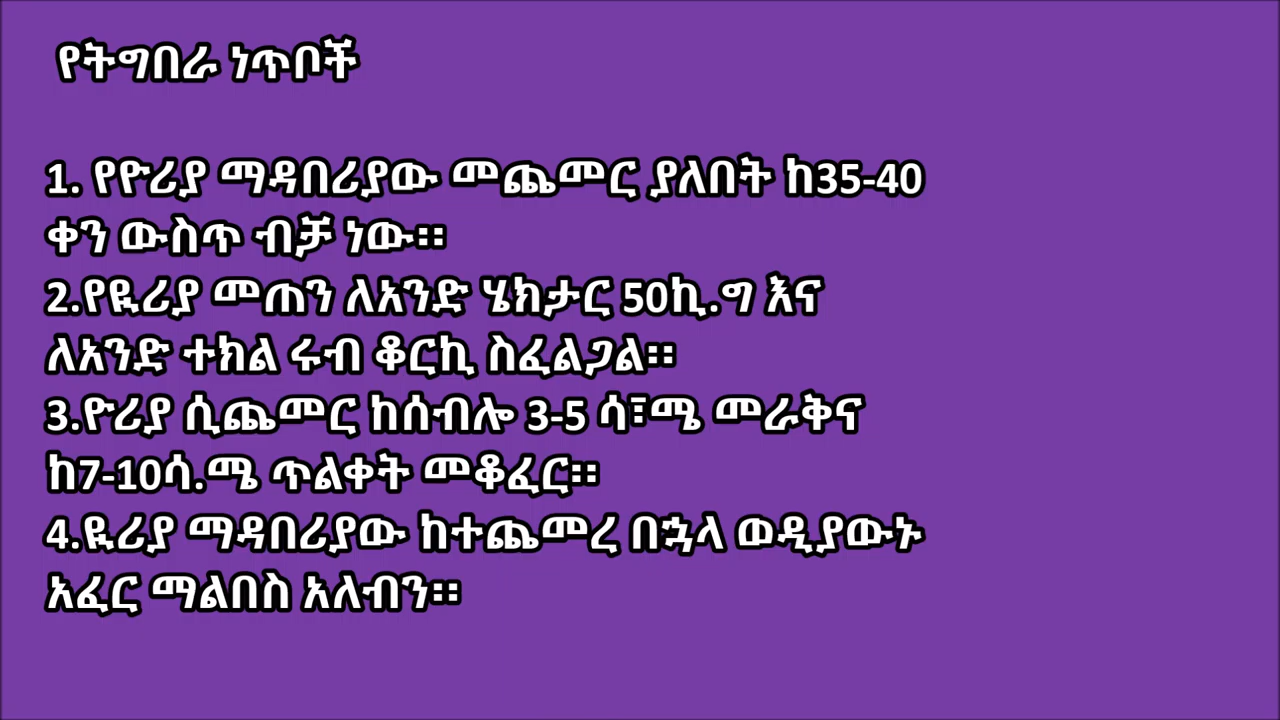 የትግበራ ነጥቦች
1. የዮሪያ ማዳበሪያው መጨመር ያለበት ከ35-40
ቀን ውስጥ ብቻ ነው፡፡
2.የዪሪያ መጠን ለአንድ ሄክታር 50ኪ.ግ እና
ለአንድ ተክል ሩብ ቆርኪ ስፈልጋል፡፡
3.ዮሪያ ሲጨመር ከሰብሎ 3-5 ሳ፣ሜ መራቅና
ከ7-10ሳ.ሜ ጥልቀት መቆፈር፡፡
4.ዪሪያ ማዳበሪያው ከተጨመረ በኋላ ወዲያውኑ
አፈር ማልበስ አለብን፡፡